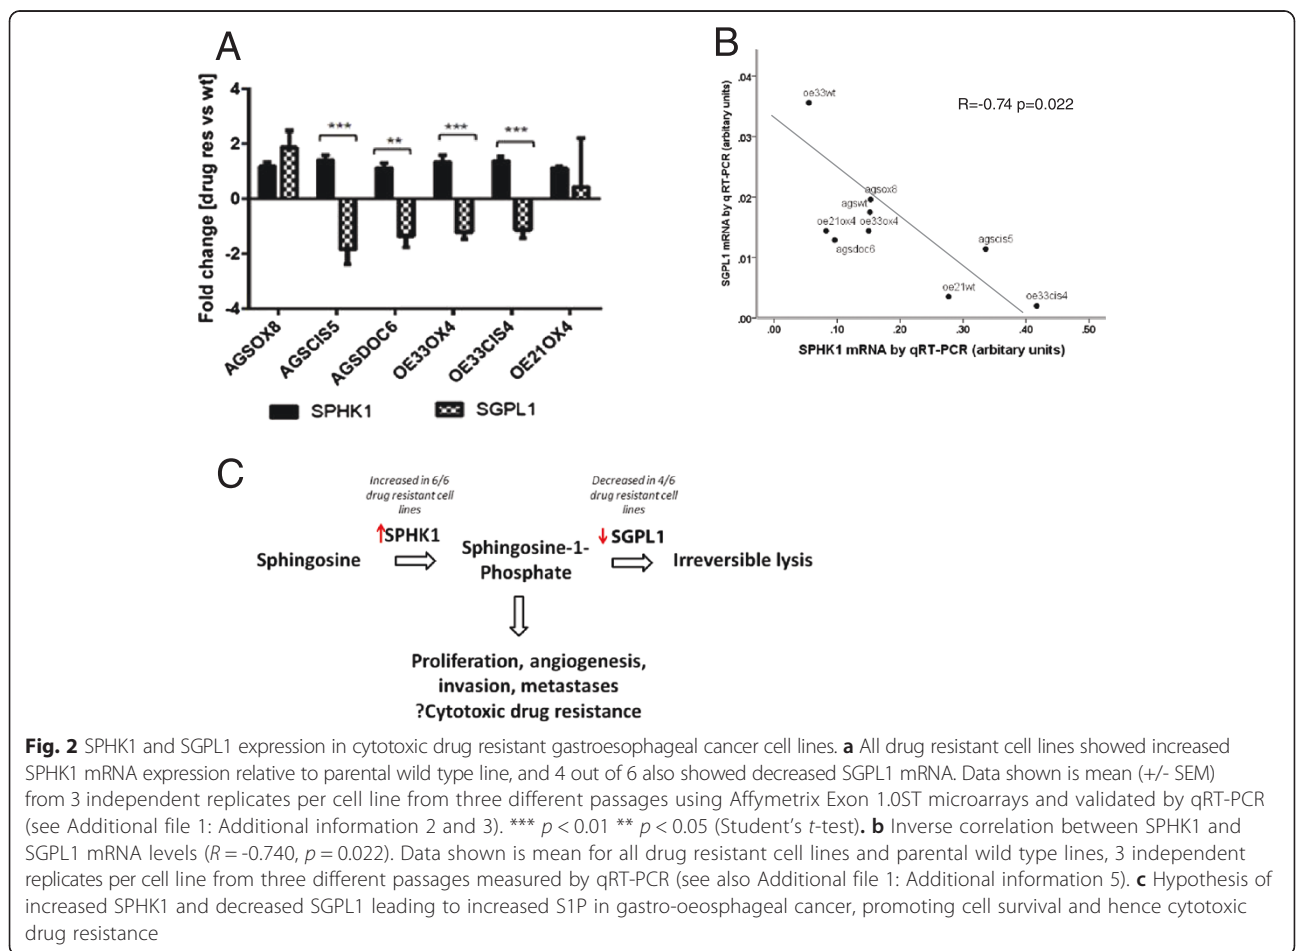 A
Fold change [drug res vs wt]
4
2
0
-2
-4
***
**
***
***
AGSOX8
AGSCIS5
AGSDOC6
OE33OX4
OE33CIS4
OE21OX4
SPHK1
SGPL1
B
SGPL1 mRNA by q RT-PCR (arbitary units)
.04
.03
.02
.01
.00
R=-0.74 p=0.022
oe33wt
agsox8
agswt
oe21ox4
oe33ox4
agsdoc6
agscis5
oe21wt
oe33cis4
.00
.10
.20
.30
.40
.50
SPHK1 mRNA by qRT-PCR (arbitary units)
C
Increased in 6/6
drug resistant cell
lines
Decreased in 4/6
drug resistant cell
lines
↑SPHK1
↓ SGPL1
Sphingosine
Sphingosine-1-
Phosphate
Irreversible lysis
Proliferation, angiogenesis,
invasion, metastases
?Cytotoxic drug resistance
Fig. 2 SPHK1 and SGPL1 expression in cytotoxic drug resistant gastroesophageal cancer cell lines. a All drug resistant cell lines showed increased
SPHK1 mRNA expression relative to parental wild type line, and 4 out of 6 also showed decreased SGPL1 mRNA. Data shown is mean (+/- SEM)
from 3 independent replicates per cell line from three different passages using Affymetrix Exon 1.0ST microarrays and validated by qRT-PCR
(see Additional file 1: Additional information 2 and 3). *** p < 0.01 ** p < 0.05 (Student's t-test). b Inverse correlation between SPHK1 and
SGPL1 mRNA levels (R = -0.740, p = 0.022). Data shown is mean for all drug resistant cell lines and parental wild type lines, 3 independent
replicates per cell line from three different passages measured by qRT-PCR (see also Additional file 1: Additional information 5). c Hypothesis of
increased SPHK1 and decreased SGPL1 leading to increased S1P in gastro-oeosphageal cancer, promoting cell survival and hence cytotoxic
drug resistance